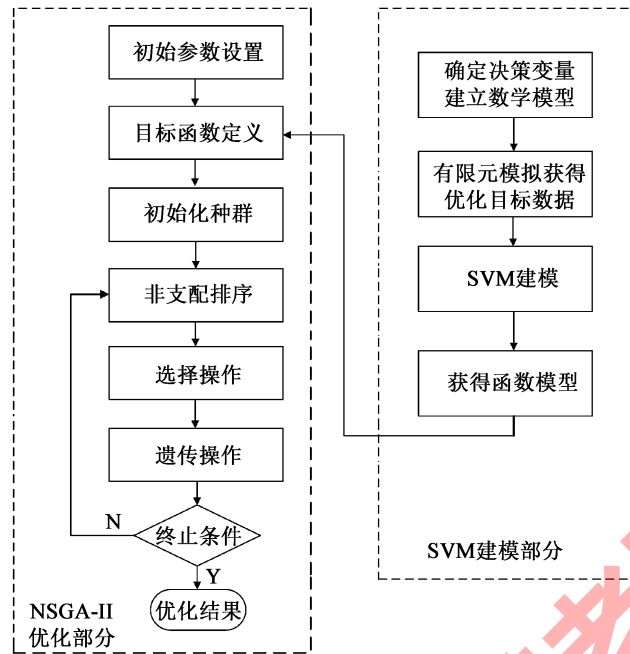 初始参数设置
目标函数定义
初始化种群
非支配排序
选择操作
遗传操作
N
终止条件
Y
优化结果
NSGA-II
优化部分
确定决策变量
建立数学模型
有限元模拟获得
优化目标数据
SVM建模
获得函数模型
SVM建模部分